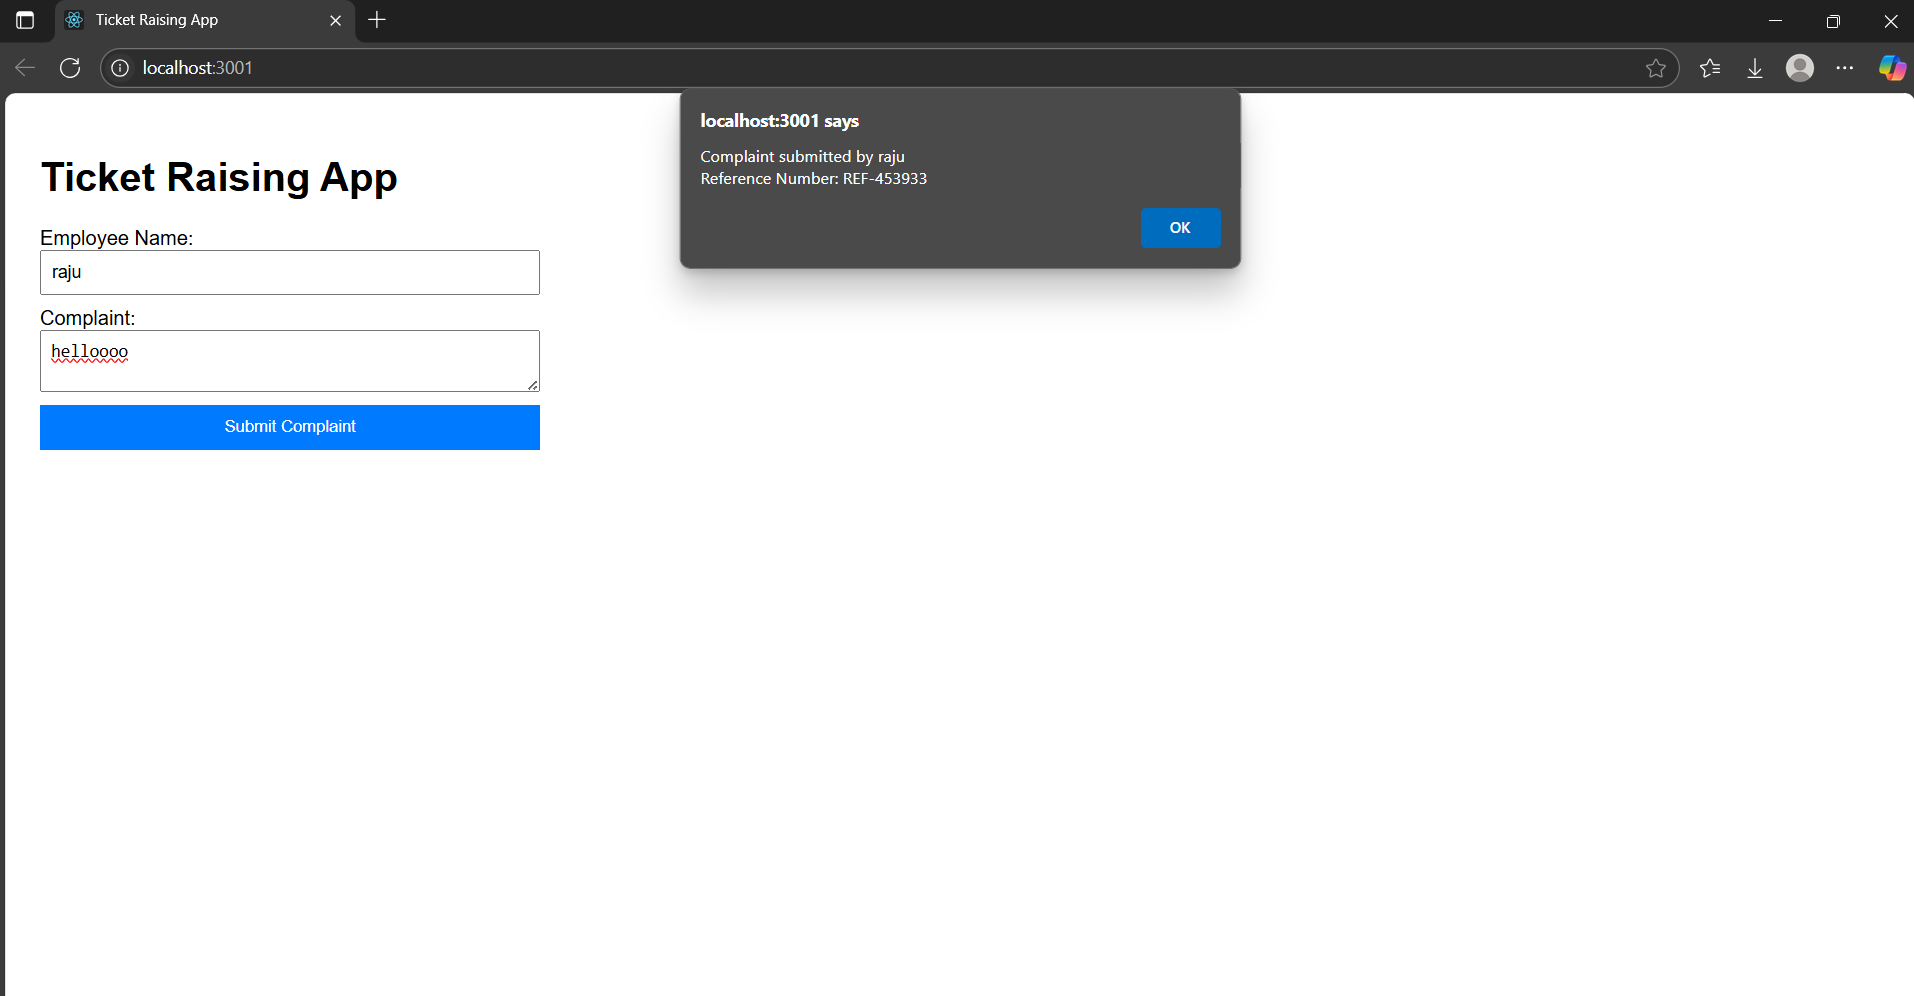 Ticket Raising App
localhost:3001
localhost:3001 says
Complaint submitted by raju
Reference Number: REF-453933
OK
Ticket Raising App
Employee Name:
raju
Complaint:
helloooo
Submit Complaint